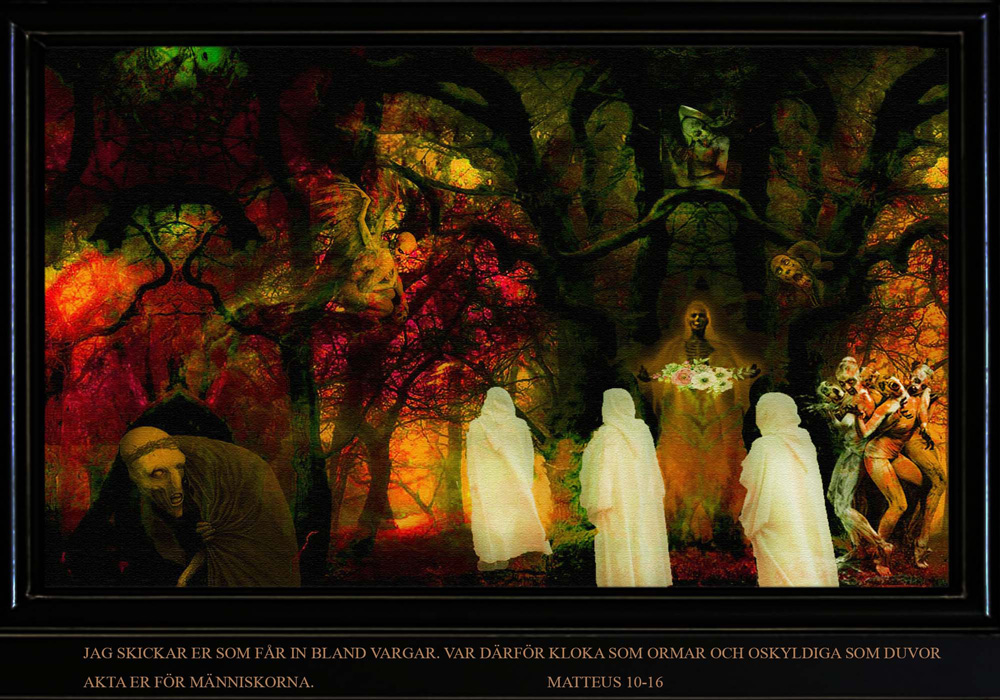 JAG SKICKAR ER SOM FÅR IN BLAND VARGAR. VAR DÄRFÖR KLOKA SOM ORMAR OCH OSKYLDIGA SOM DUVOR
AKTA ER FÖR MÄNNISKORNA. MATTEUS 10-16